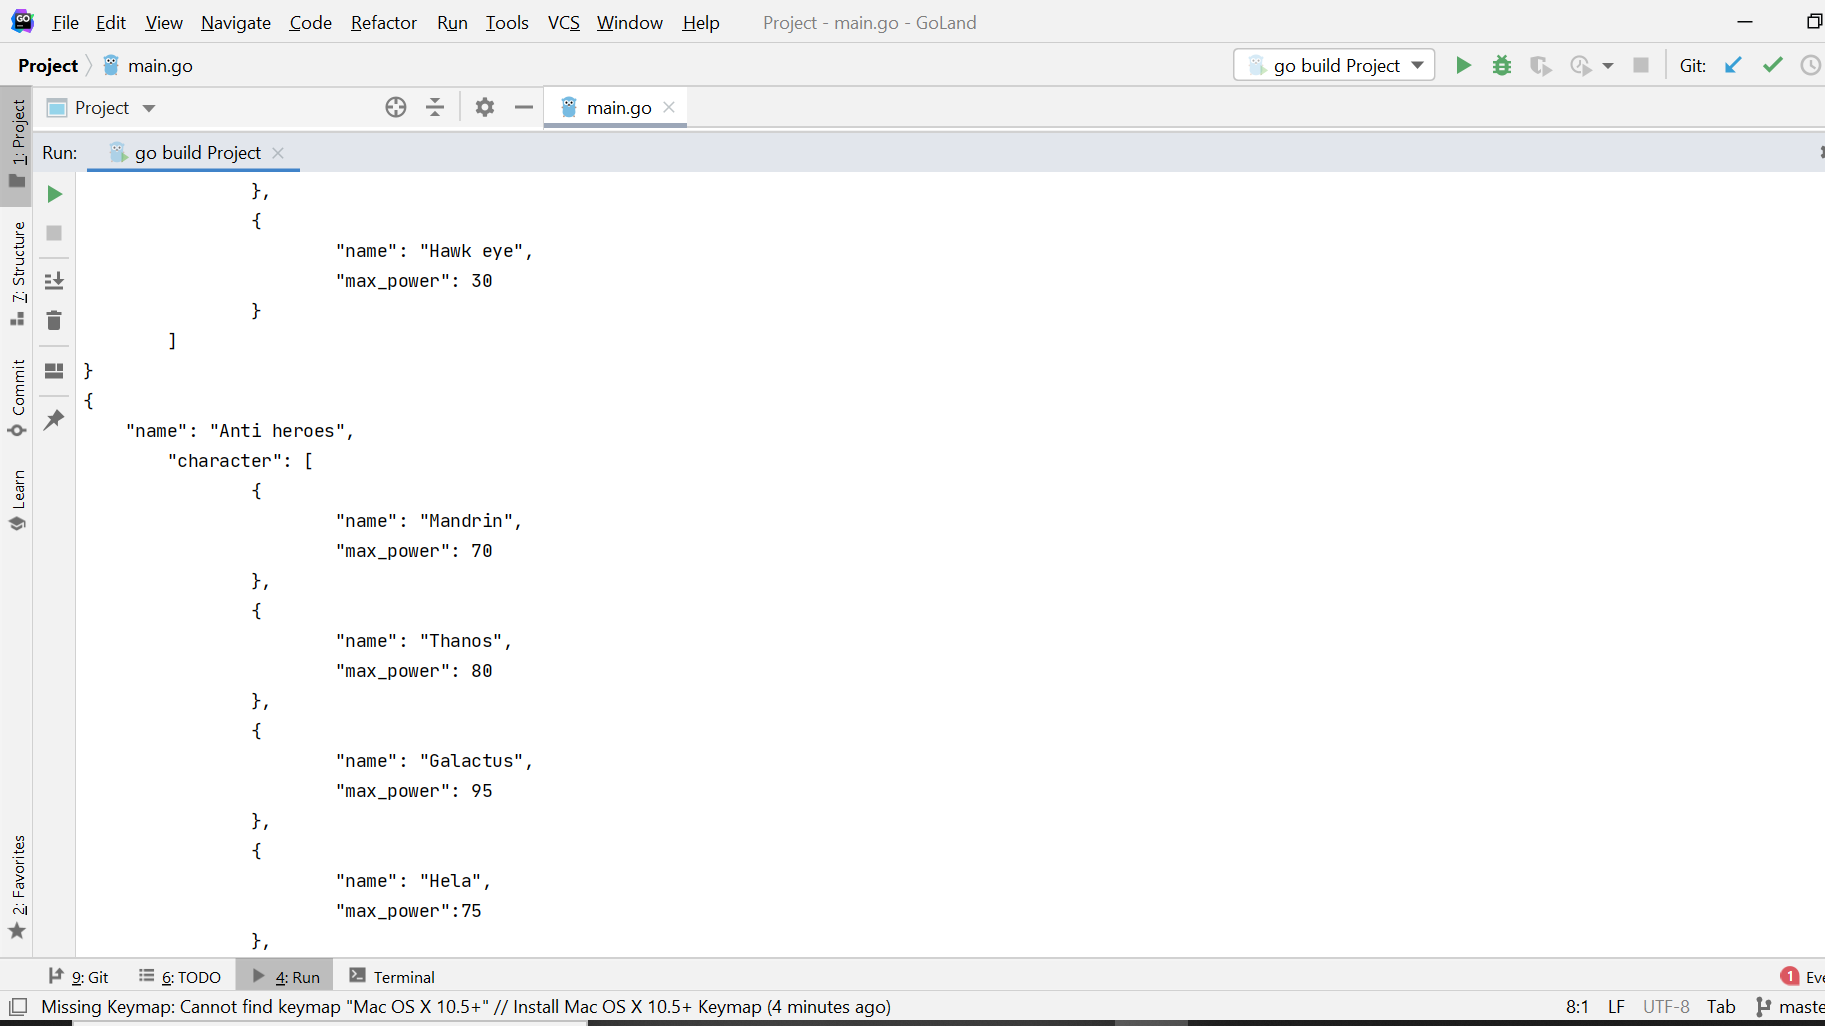 File Edit View Navigate Code Refactor Run Tools VCS Window Help Project - main.go - GoLand
Project main.go go build Project Git:
Project main.go
1: Project
Run: go build Project
},
{
"name": "Hawk eye",
"max_power": 30
}
]
}
{
"name": "Anti heroes",
"character": [
{
"name": "Mandrin",
"max_power": 70
},
{
"name": "Thanos",
"max_power": 80
},
{
"name": "Galactus",
"max_power": 95
},
{
"name": "Hela",
"max_power":75
},
7: Structure
Commit
Learn
2: Favorites
9: Git 6: TODO 4: Run Terminal 1 Eve
Missing Keymap: Cannot find keymap "Mac OS X 10.5+" // Install Mac OS X 10.5+ Keymap (4 minutes ago) 8:1 LF UTF-8 Tab maste